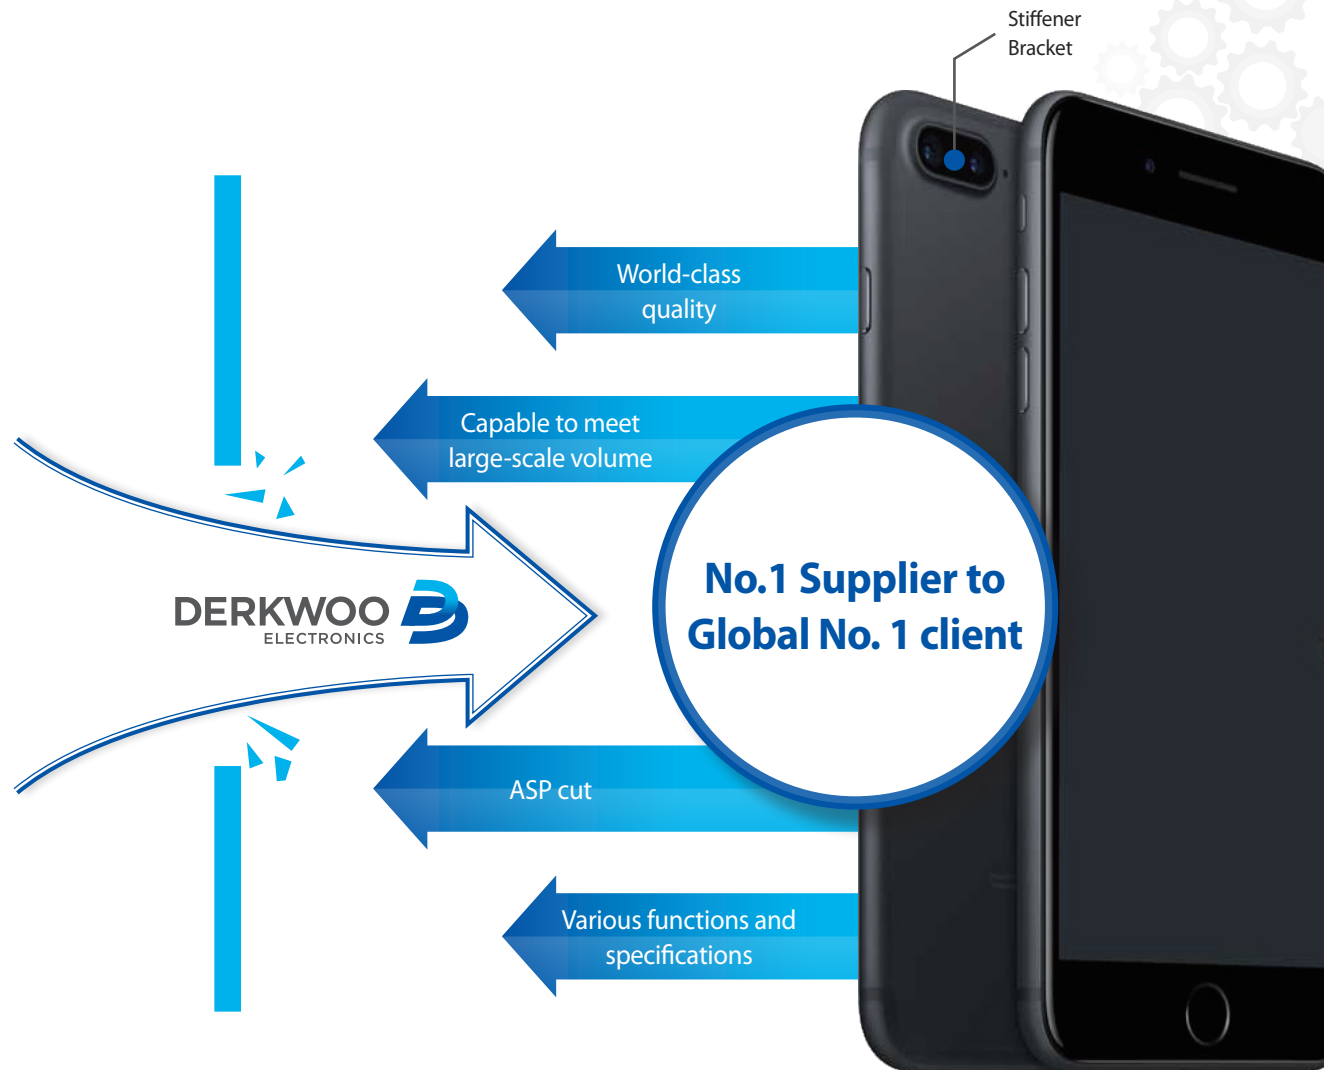 Stiffener
Bracket
World-class
quality
Capable to meet
large-scale volume
DERKWOO
ELECTRONICS
No.1 Supplier to
Global No. 1 client
ASP cut
Various functions and
specifications